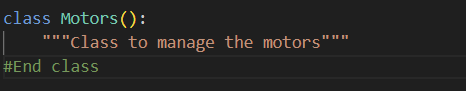 class Motors():
    """Class to manage the motors"""
#End class